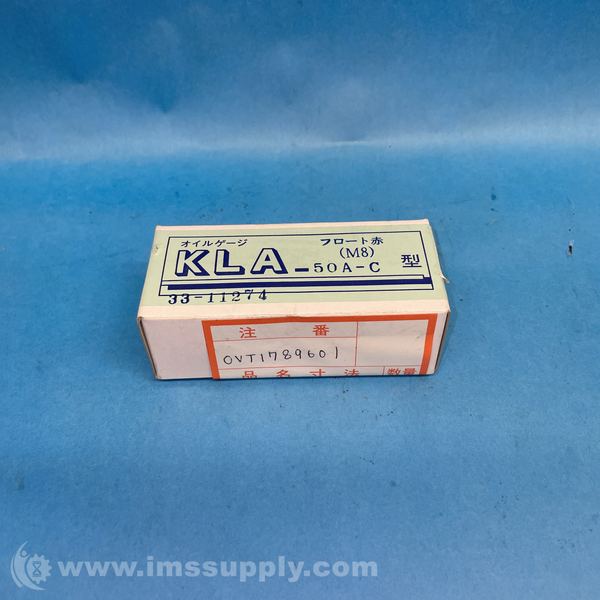 オイルゲージ フロート赤
(M8)
KLA-50A-C 型
33-11274
注 番
OVT1789601
品名寸法 数量
www.imssupply.com